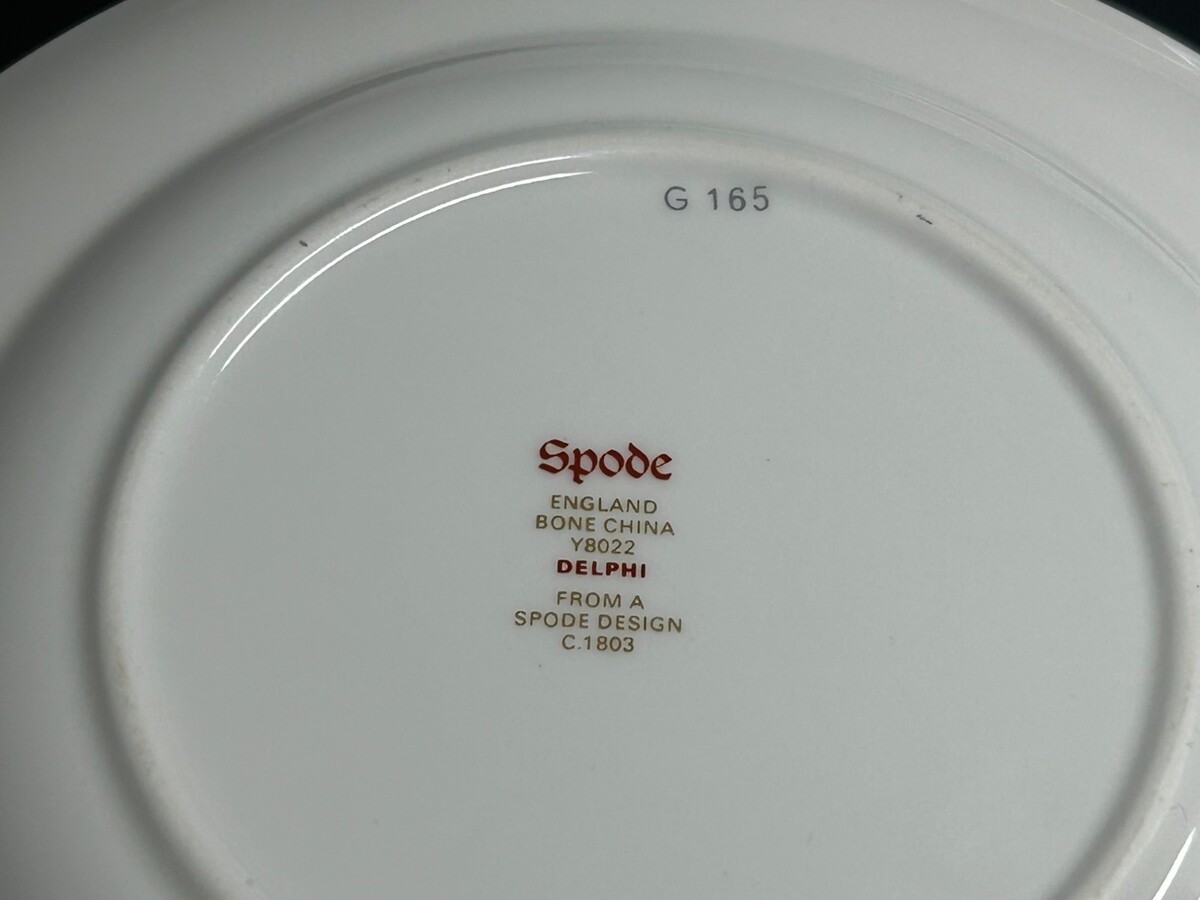 G 165
Spode
ENGLAND
BONE CHINA
Y8022
DELPHI
FROM A
SPODE DESIGN
C.1803